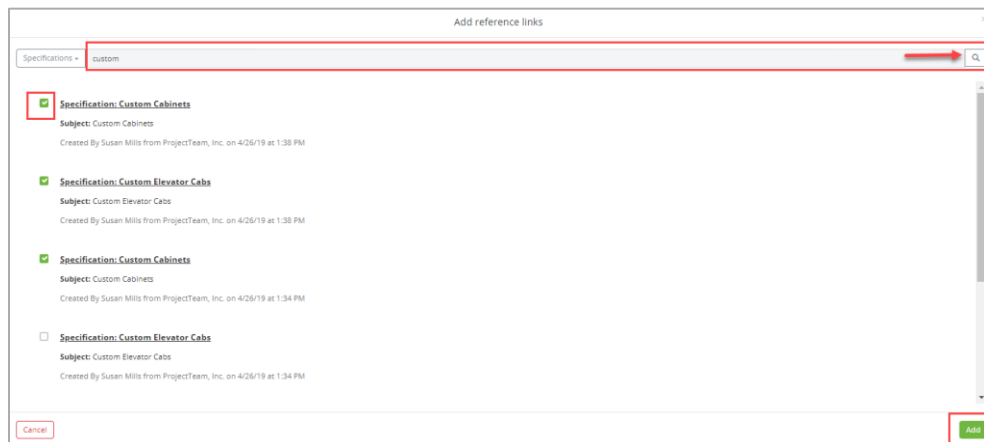 Add reference links
Specifications
custom
Specification: Custom Cabinets
Subject: Custom Cabinets
Created By Susan Mills from ProjectTeam, Inc. on 4/26/19 at 1:38 PM
Specification: Custom Elevator Cabs
Subject: Custom Elevator Cabs
Created By Susan Mills from ProjectTeam, Inc. on 4/26/19 at 1:38 PM
Specification: Custom Cabinets
Subject: Custom Cabinets
Created By Susan Mills from ProjectTeam, Inc. on 4/26/19 at 1:34 PM
Specification: Custom Elevator Cabs
Subject: Custom Elevator Cabs
Created By Susan Mills from ProjectTeam, Inc. on 4/26/19 at 1:34 PM
Cancel
Add